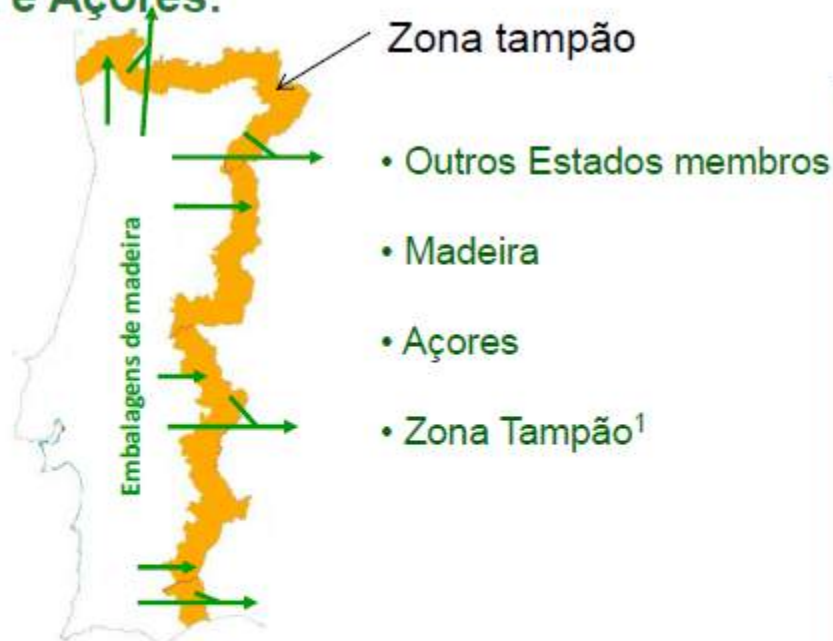 e Açores:
Zona tampão
• Outros Estados membros
• Madeira
• Açores
• Zona Tampão¹
Embalagens de madeira